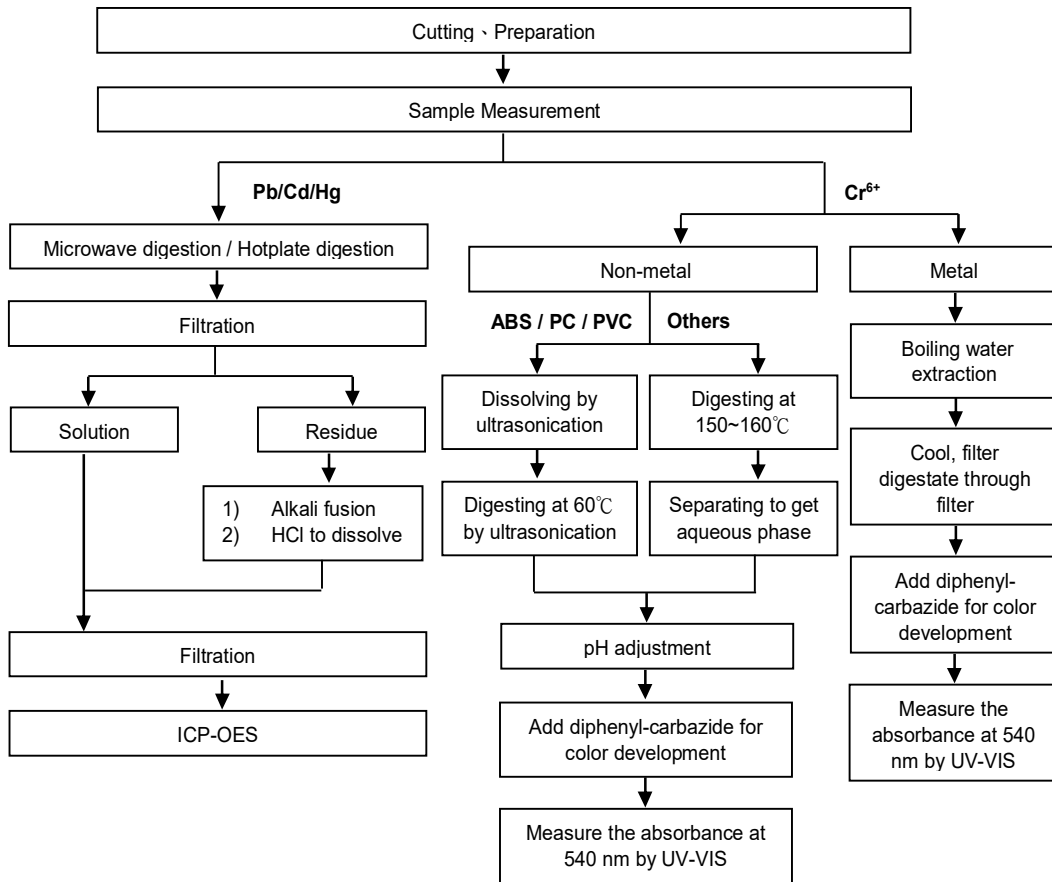 Cutting、Preparation
Sample Measurement
Pb/Cd/Hg
Cr⁶⁺
Microwave digestion / Hotplate digestion
Non-metal
Metal
Filtration
ABS / PC / PVC
Others
Boiling water
extraction
Solution
Residue
Dissolving by
ultrasonication
Digesting at
150~160℃
Cool, filter
digestate through
filter
1) Alkali fusion
2) HCl to dissolve
Digesting at 60℃
by ultrasonication
Separating to get
aqueous phase
Add diphenyl-
carbazide for color
development
Filtration
pH adjustment
ICP-OES
Add diphenyl-carbazide for
color development
Measure the
absorbance at 540
nm by UV-VIS
Measure the absorbance at
540 nm by UV-VIS